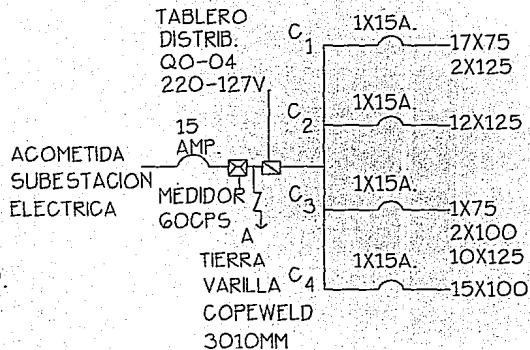 TABLERO
DISTRIB.
QO-04
220-127V
ACOMETIDA
SUBESTACION
ELECTRICA
15
AMP.
MEDIDOR
60CPS
A
TIERRA
VARILLA
COPEWELD
3010MM
C1
1X15A.
17X75
2X125
C2
1X15A.
12X125
C3
1X15A.
1X75
2X100
10X125
C4
1X15A.
15X100